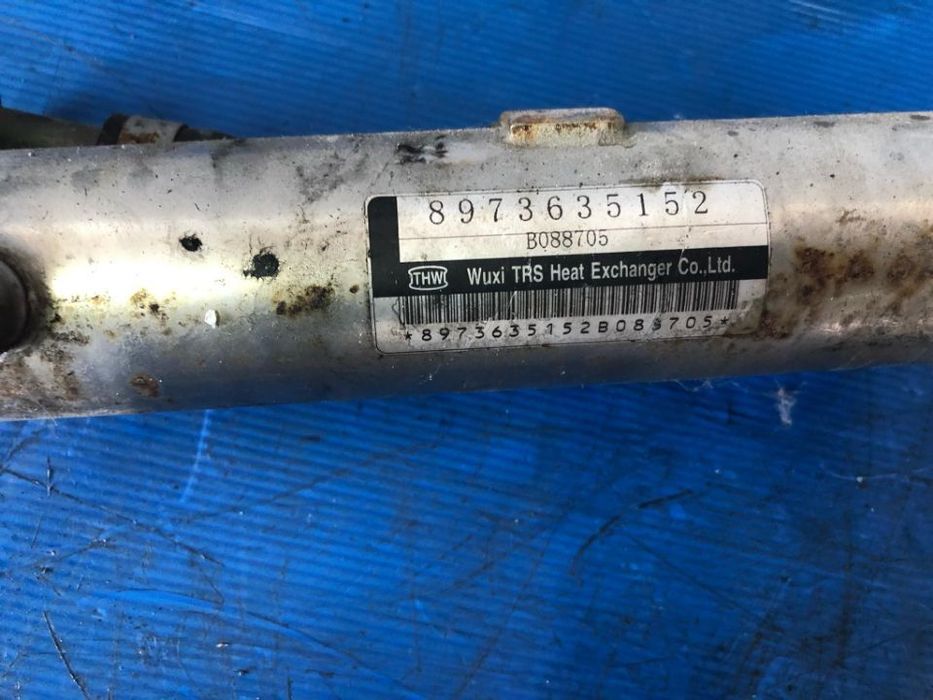 8973635152
B088705
THW Wuxi TRS Heat Exchanger Co.,Ltd.
*8973635152B088705*